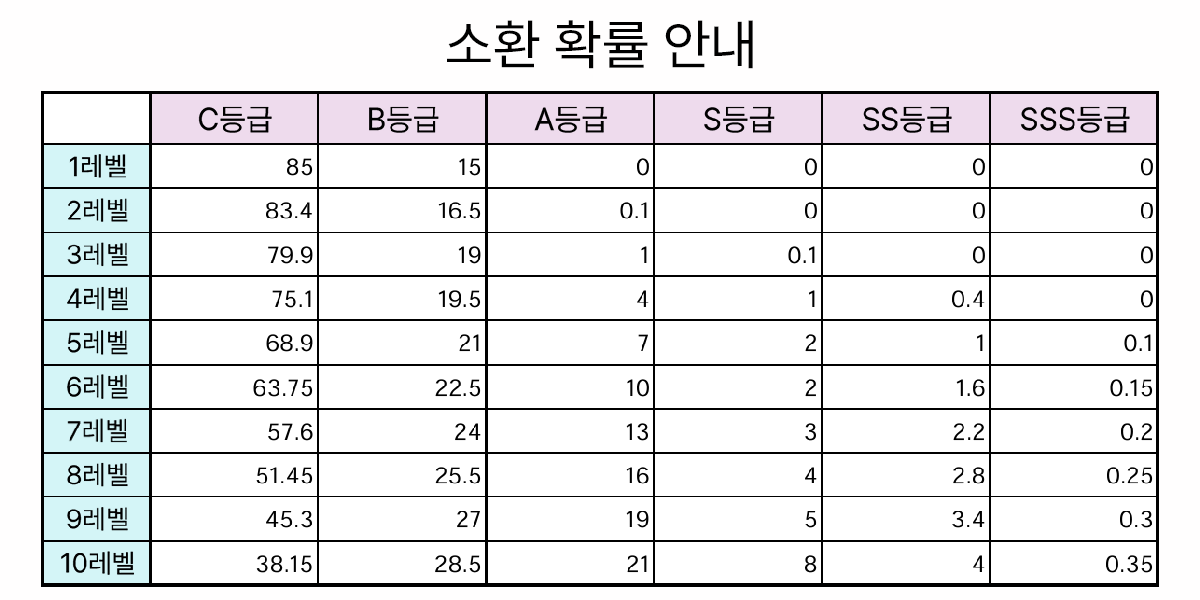 소환 확률 안내
C등급 B등급 A등급 S등급 SS등급 SSS등급
1레벨 85 15 0 0 0 0
2레벨 83.4 16.5 0.1 0 0 0
3레벨 79.9 19 1 0.1 0 0
4레벨 75.1 19.5 4 1 0.4 0
5레벨 68.9 21 7 2 1 0.1
6레벨 63.75 22.5 10 2 1.6 0.15
7레벨 57.6 24 13 3 2.2 0.2
8레벨 51.45 25.5 16 4 2.8 0.25
9레벨 45.3 27 19 5 3.4 0.3
10레벨 38.15 28.5 21 8 4 0.35